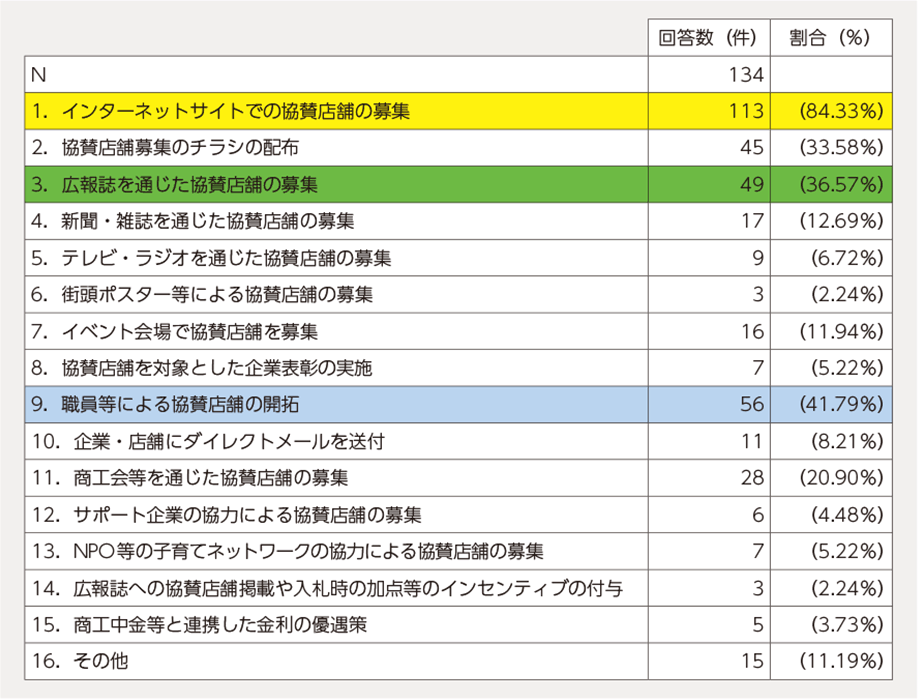 回答数（件） 割合（%）
N 134
1. インターネットサイトでの協賛店舗の募集 113 (84.33%)
2. 協賛店舗募集のチラシの配布 45 (33.58%)
3. 広報誌を通じた協賛店舗の募集 49 (36.57%)
4. 新聞・雑誌を通じた協賛店舗の募集 17 (12.69%)
5. テレビ・ラジオを通じた協賛店舗の募集 9 (6.72%)
6. 街頭ポスター等による協賛店舗の募集 3 (2.24%)
7. イベント会場で協賛店舗を募集 16 (11.94%)
8. 協賛店舗を対象とした企業表彰の実施 7 (5.22%)
9. 職員等による協賛店舗の開拓 56 (41.79%)
10. 企業・店舗にダイレクトメールを送付 11 (8.21%)
11. 商工会等を通じた協賛店舗の募集 28 (20.90%)
12. サポート企業の協力による協賛店舗の募集 6 (4.48%)
13. NPO等の子育てネットワークの協力による協賛店舗の募集 7 (5.22%)
14. 広報誌への協賛店舗掲載や入札時の加点等のインセンティブの付与 3 (2.24%)
15. 商工中金等と連携した金利の優遇策 5 (3.73%)
16. その他 15 (11.19%)